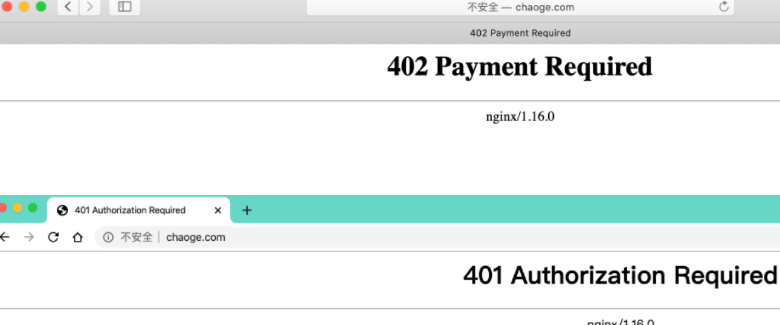 不安全 — chaoge.com
402 Payment Required
402 Payment Required
nginx/1.16.0
401 Authorization Required
不安全 | chaoge.com
401 Authorization Required
nginx/1.16.0